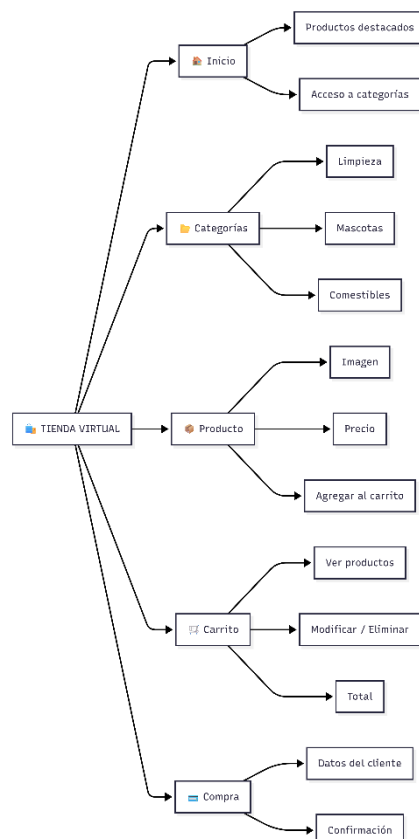 Productos destacados
Inicio
Acceso a categorías
Limpieza
Categorías
Mascotas
Comestibles
Imagen
TIENDA VIRTUAL
Producto
Precio
Agregar al carrito
Ver productos
Carrito
Modificar / Eliminar
Total
Datos del cliente
Compra
Confirmación